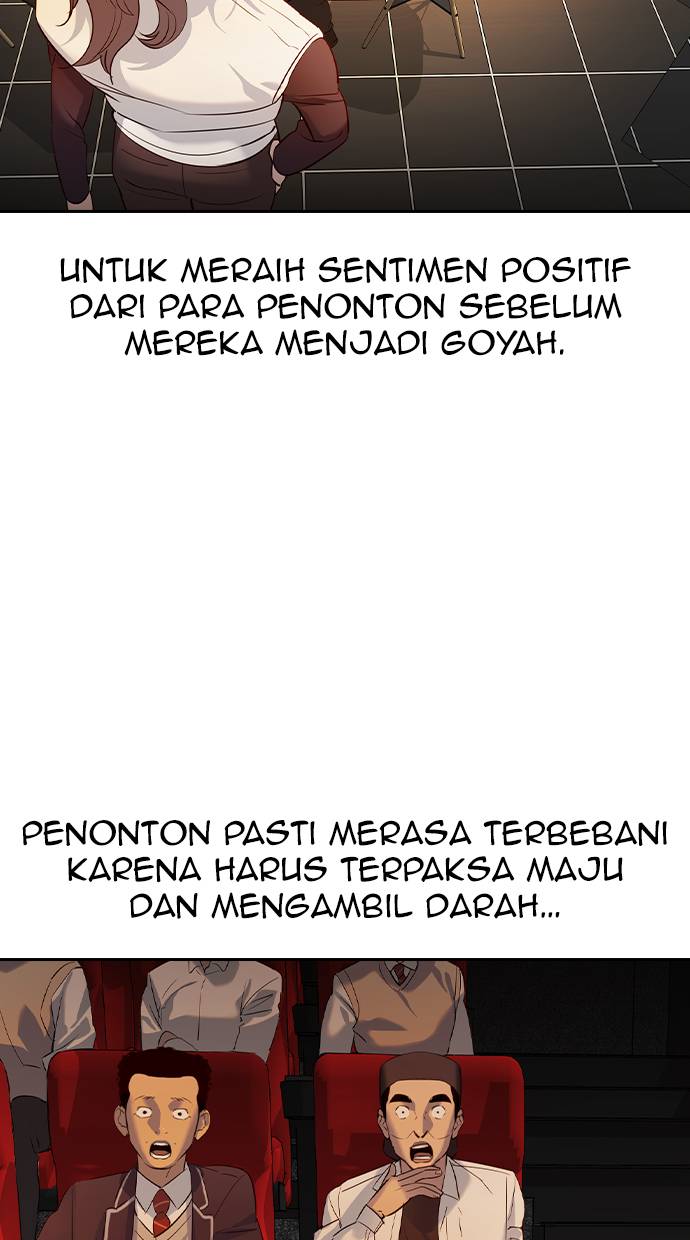 UNTUK MERAIH SENTIMEN POSITIF
DARI PARA PENONTON SEBELUM
MEREKA MENJADI GOYAH.
PENONTON PASTI MERASA TERBEBANI
KARENA HARUS TERPAKSA MAJU
DAN MENGAMBIL DARAH...